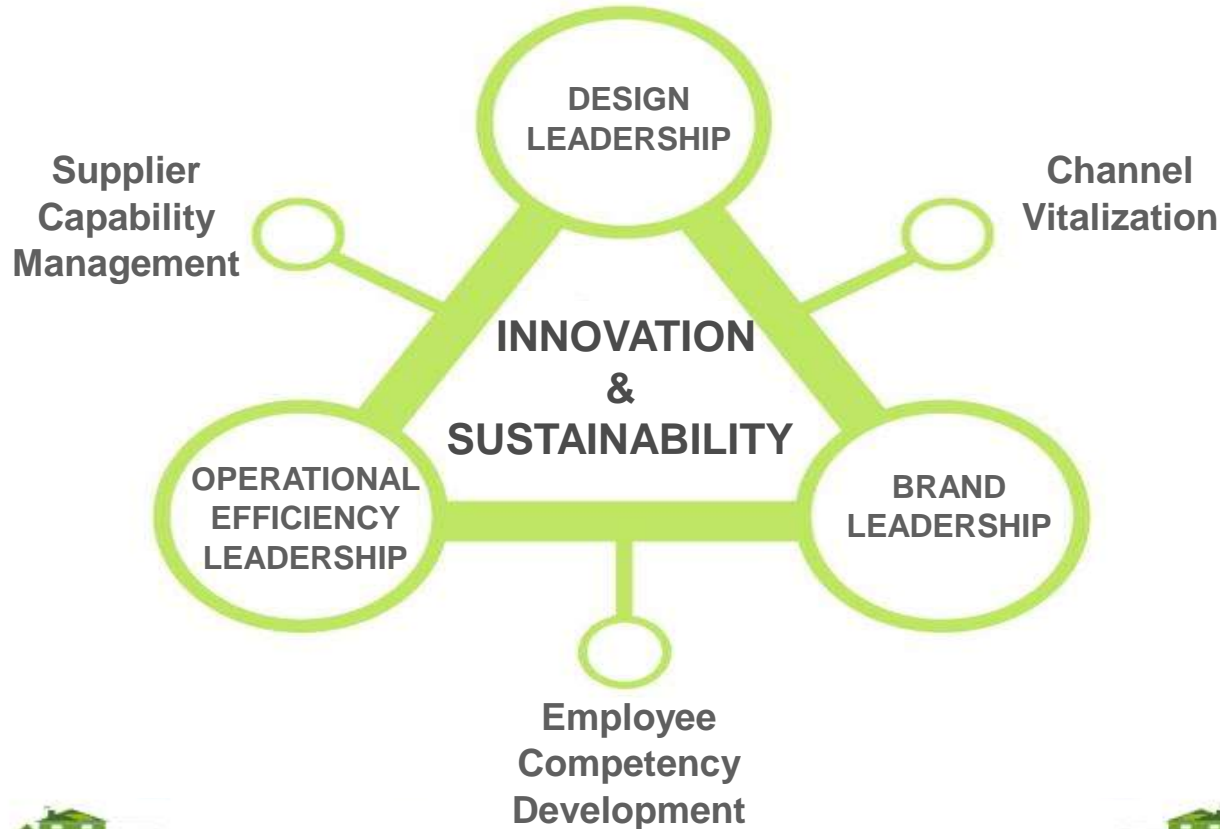 DESIGN
LEADERSHIP
Supplier
Capability
Management
Channel
Vitalization
INNOVATION
&
SUSTAINABILITY
OPERATIONAL
EFFICIENCY
LEADERSHIP
BRAND
LEADERSHIP
Employee
Competency
Development